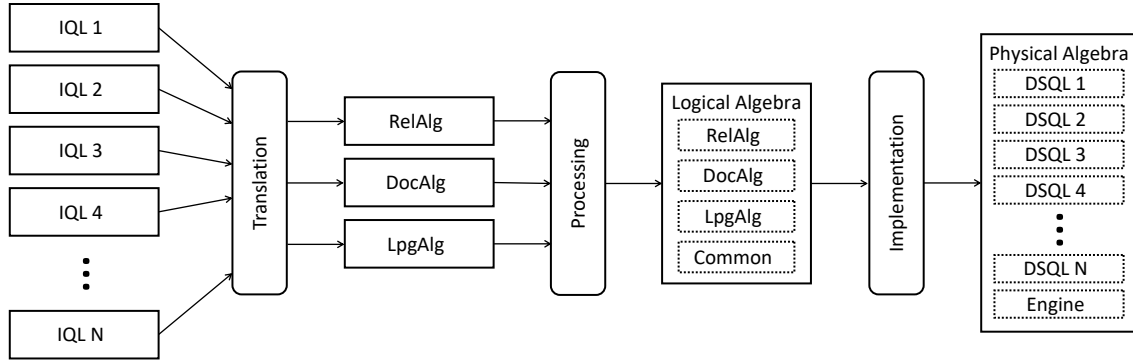 IQL 1
IQL 2
IQL 3
IQL 4
IQL N
Translation
RelAlg
DocAlg
LpgAlg
Processing
Logical Algebra
RelAlg
DocAlg
LpgAlg
Common
Implementation
Physical Algebra
DSQL 1
DSQL 2
DSQL 3
DSQL 4
DSQL N
Engine